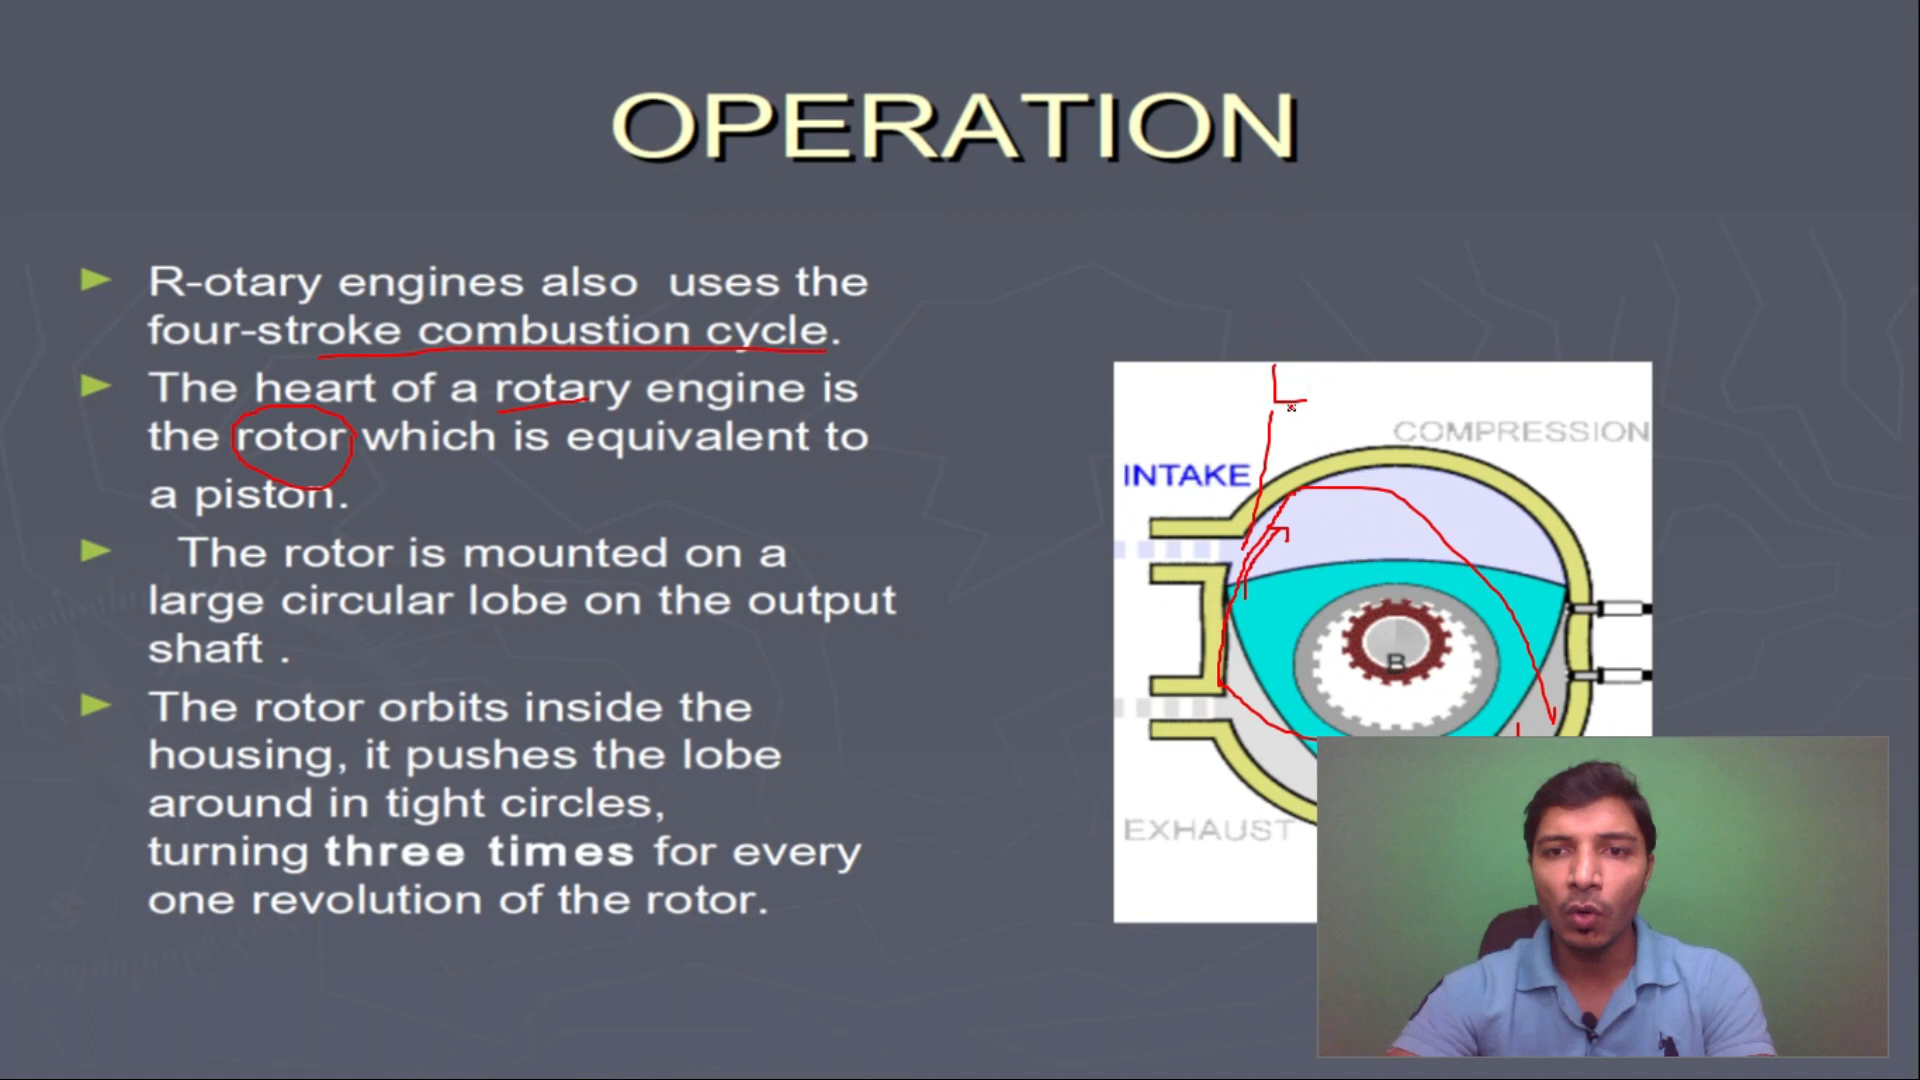 OPERATION
R-otary engines also uses the
four-stroke combustion cycle.
The heart of a rotary engine is
the rotor which is equivalent to
a piston.
The rotor is mounted on a
large circular lobe on the output
shaft .
The rotor orbits inside the
housing, it pushes the lobe
around in tight circles,
turning three times for every
one revolution of the rotor.
COMPRESSION
INTAKE
B
EXHAUST